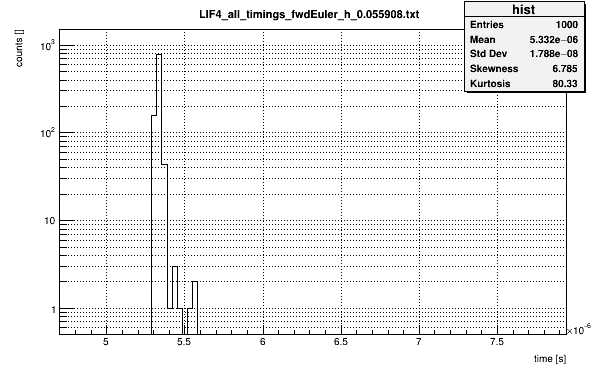 LIF4_all_timings_fwdEuler_h_0.055908.txt
hist
Entries 1000
Mean 5.332e−06
Std Dev 1.788e−08
Skewness 6.785
Kurtosis 80.33
counts []
10³
10²
10
1
5 5.5 6 6.5 7 7.5 ×10⁻⁶
time [s]